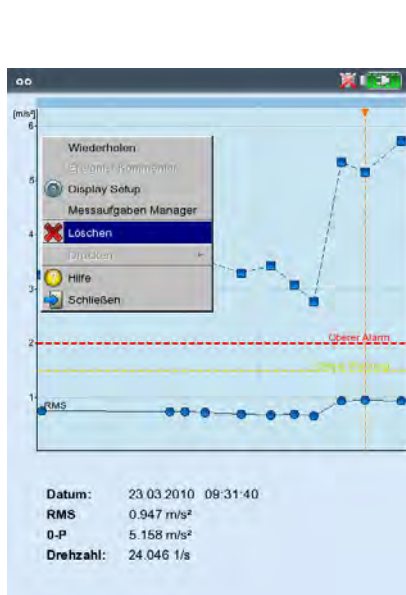 [m/s²]
6
Wiederholen
Display Setup
5
Messaufgaben Manager
4
Löschen
Drucken
3
Hilfe
Schließen
Oberer Alarm
2
1
RMS
Datum: 23.03.2010 09:31:40
RMS 0.947 m/s²
0-P 5.158 m/s²
Drehzahl: 24.046 1/s